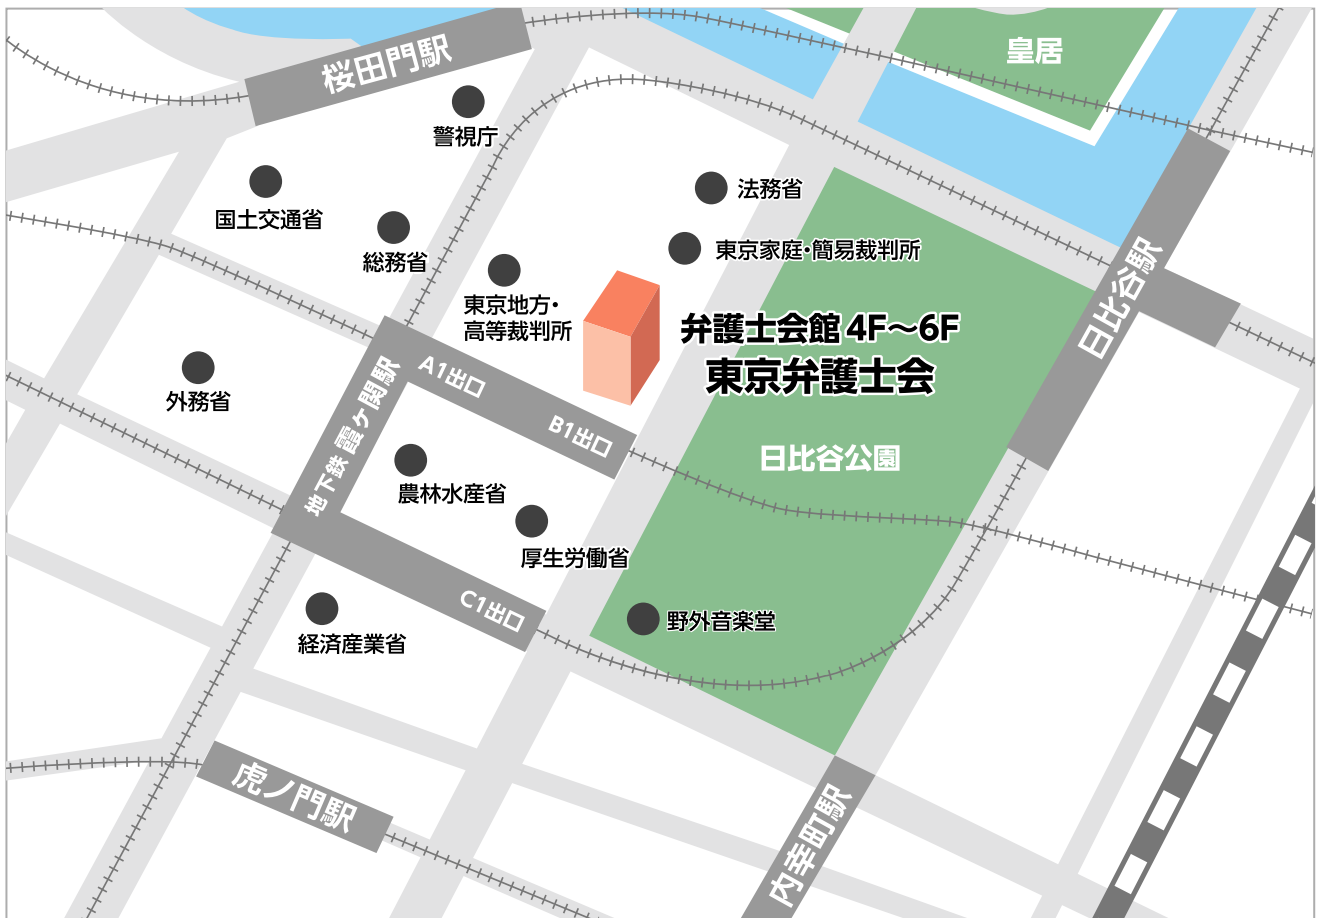 皇居
桜田門駅
警視庁
国土交通省
法務省
総務省
東京家庭・簡易裁判所
東京地方・
高等裁判所
日比谷駅
弁護士会館 4F～6F
東京弁護士会
A1出口
B1出口
地下鉄 霞ヶ関駅
外務省
日比谷公園
農林水産省
厚生労働省
C1出口
野外音楽堂
経済産業省
虎ノ門駅
内幸町駅